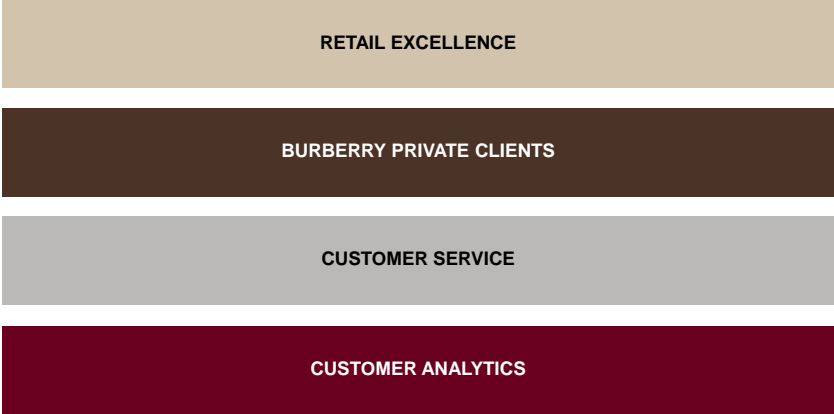 RETAIL EXCELLENCE
BURBERRY PRIVATE CLIENTS
CUSTOMER SERVICE
CUSTOMER ANALYTICS